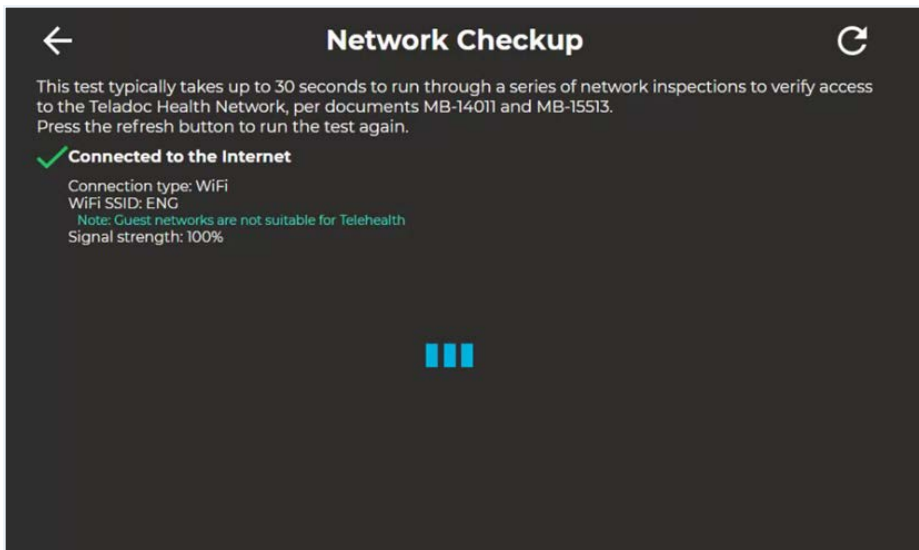 Network Checkup
This test typically takes up to 30 seconds to run through a series of network inspections to verify access
to the Teladoc Health Network, per documents MB-14011 and MB-15513.
Press the refresh button to run the test again.
Connected to the Internet
Connection type: WiFi
WiFi SSID: ENG
Note: Guest networks are not suitable for Telehealth
Signal strength: 100%